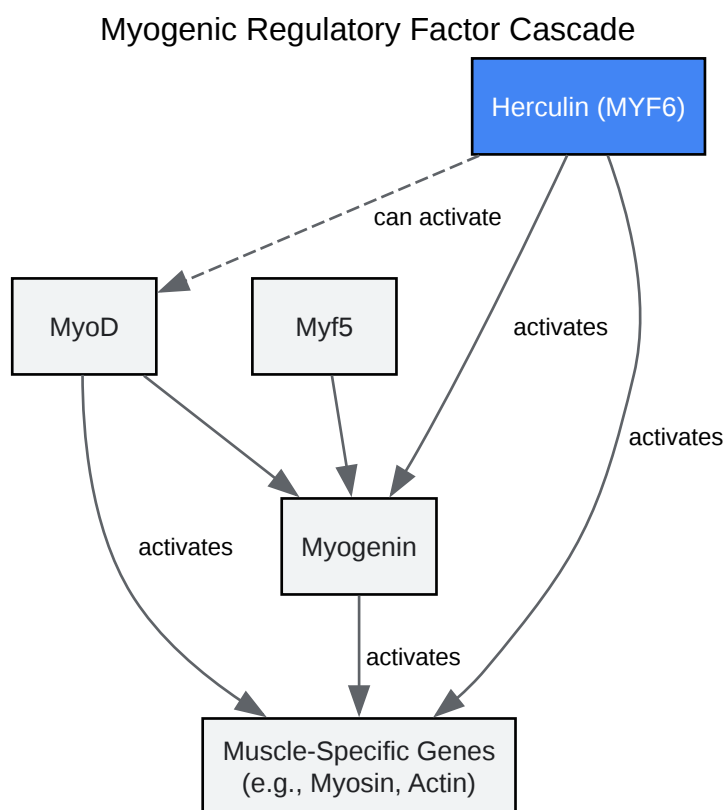 Myogenic Regulatory Factor Cascade
Herculin (MYF6)
can activate
MyoD
Myf5
activates
activates
Myogenin
activates
activates
Muscle-Specific Genes
(e.g., Myosin, Actin)